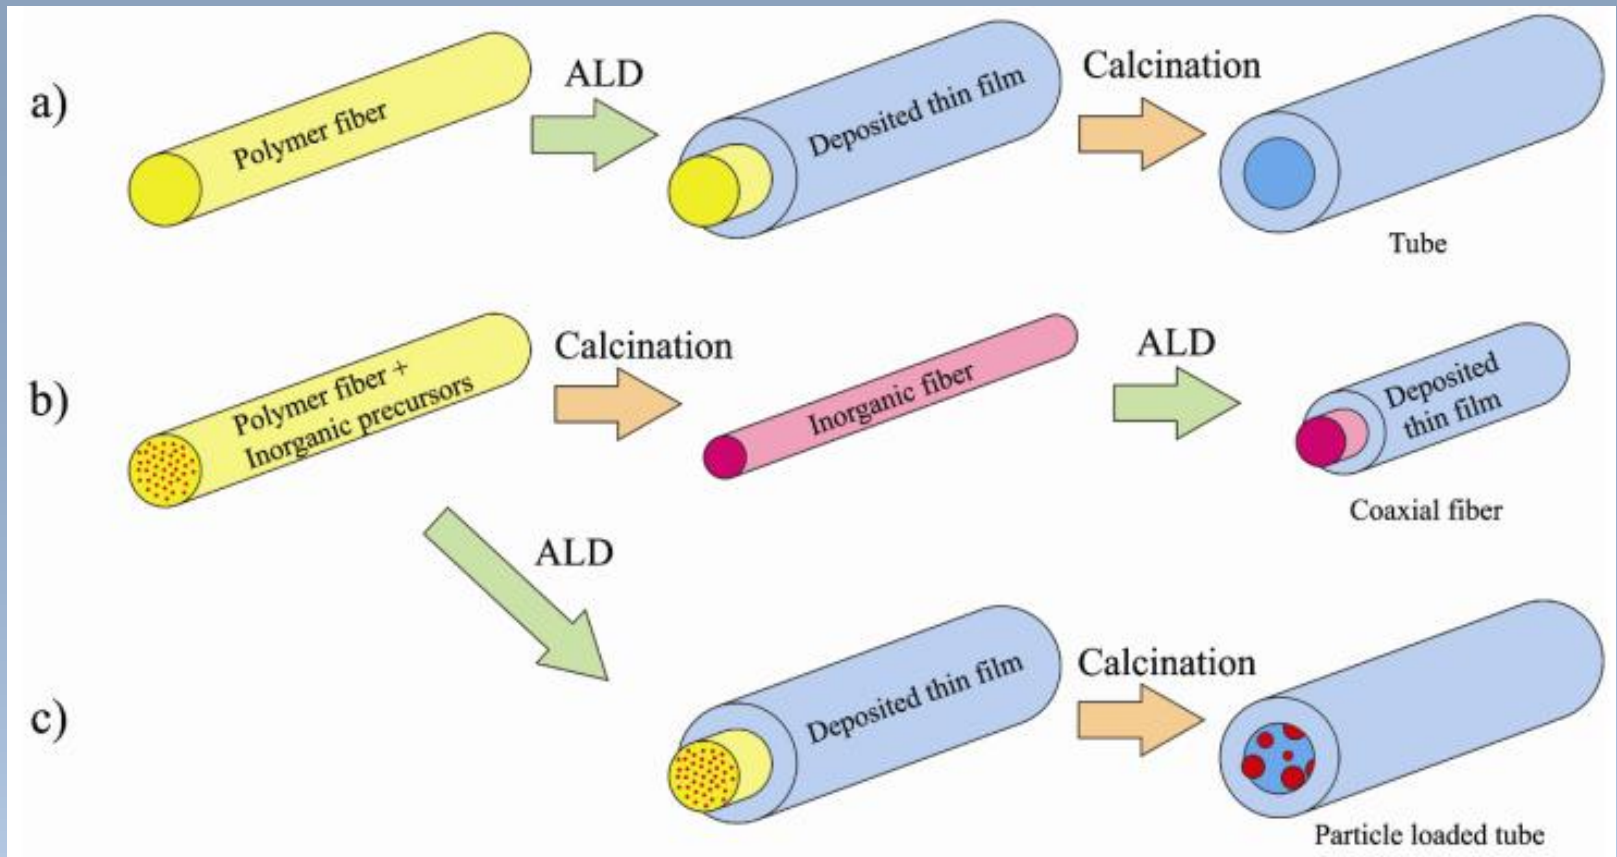 a)
Polymer fiber
ALD
Deposited thin film
Calcination
Tube
b)
Polymer fiber +
Inorganic precursors
Calcination
Inorganic fiber
ALD
Deposited
thin film
Coaxial fiber
ALD
c)
Deposited thin film
Calcination
Particle loaded tube